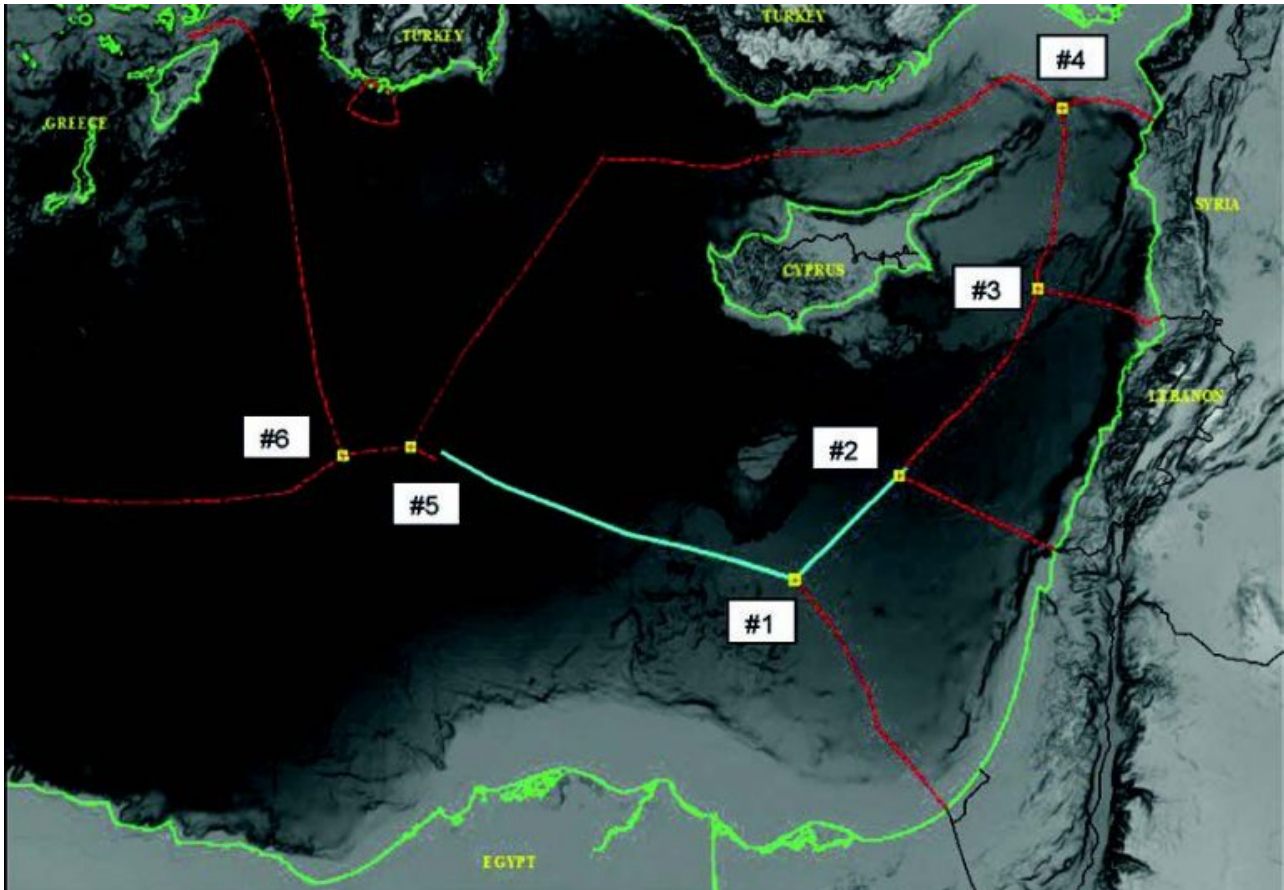 TURKEY
TURKEY
#4
GREECE
SYRIA
CYPRUS
#3
LEBANON
#6
#2
#5
#1
EGYPT